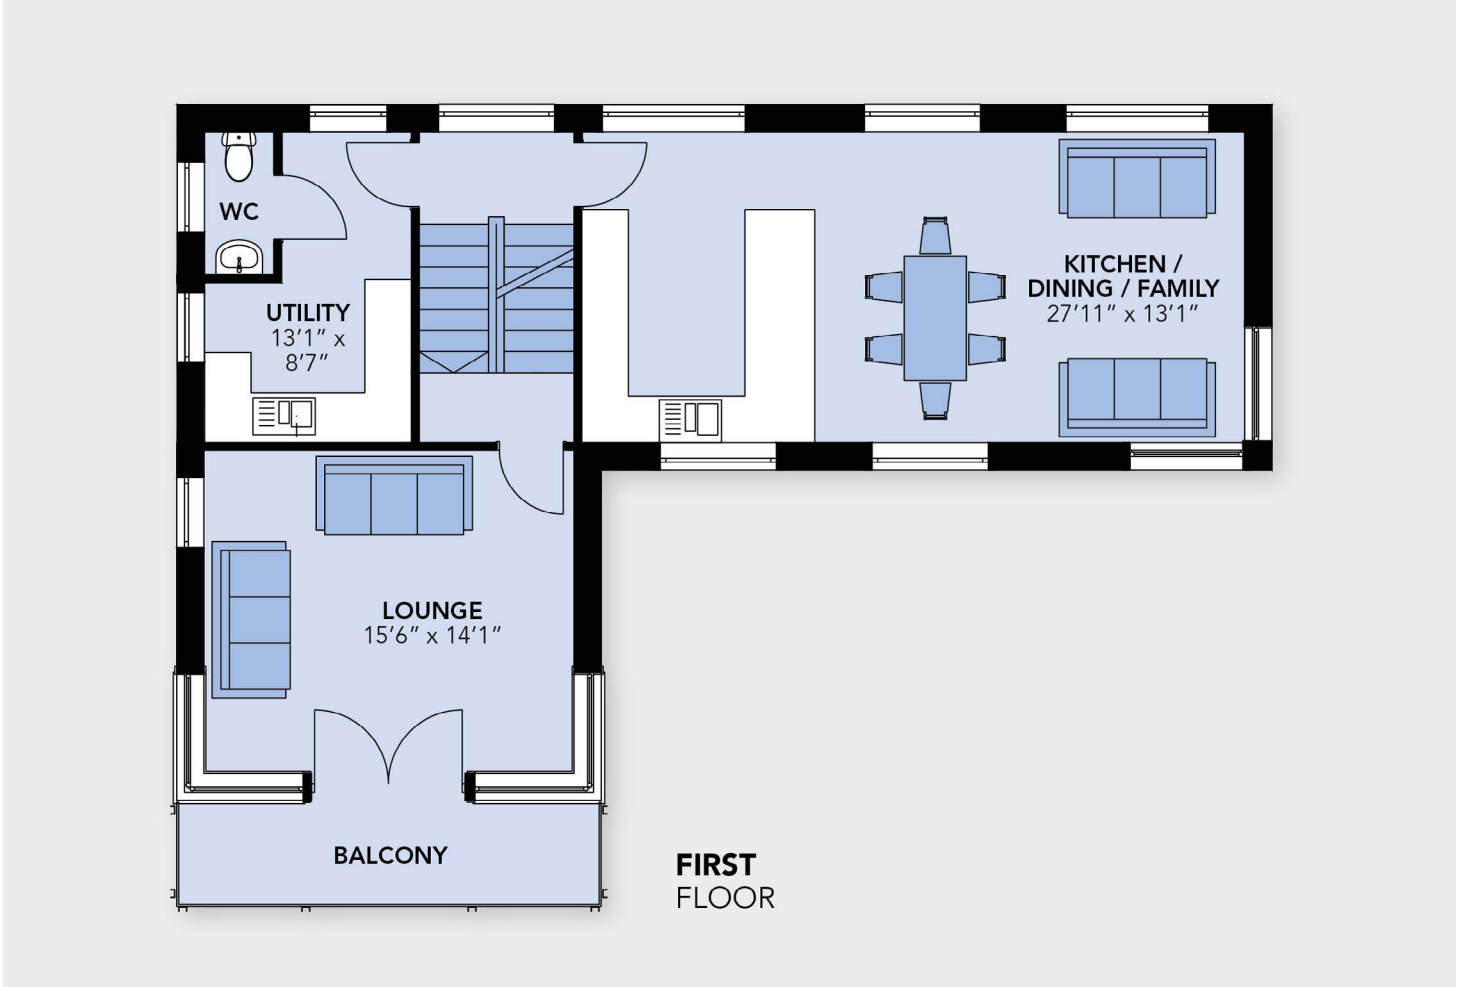 WC
UTILITY
13’1” x
8’7”
KITCHEN /
DINING / FAMILY
27’11” x 13’1”
LOUNGE
15’6” x 14’1”
BALCONY
FIRST
FLOOR